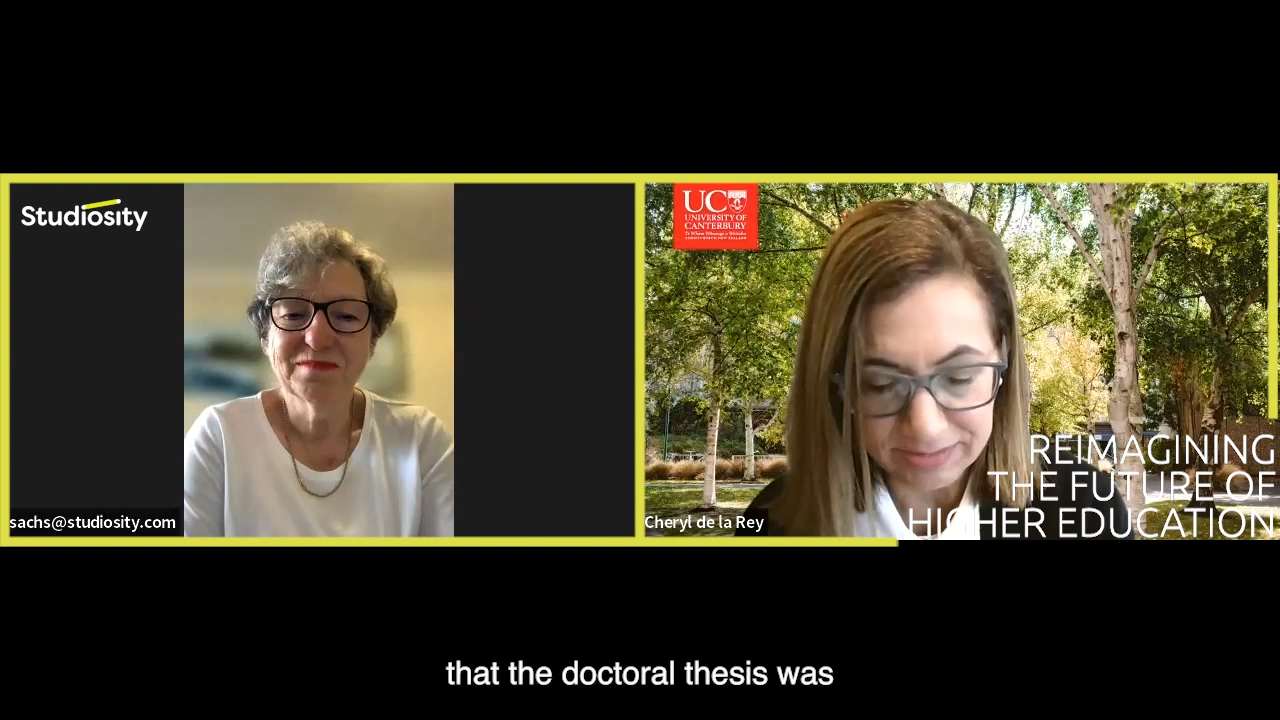 Studiosity
UC
UNIVERSITY OF
CANTERBURY
sachs@studiosity.com
Cheryl de la Rey
REIMAGINING
THE FUTURE OF
HIGHER EDUCATION
that the doctoral thesis was